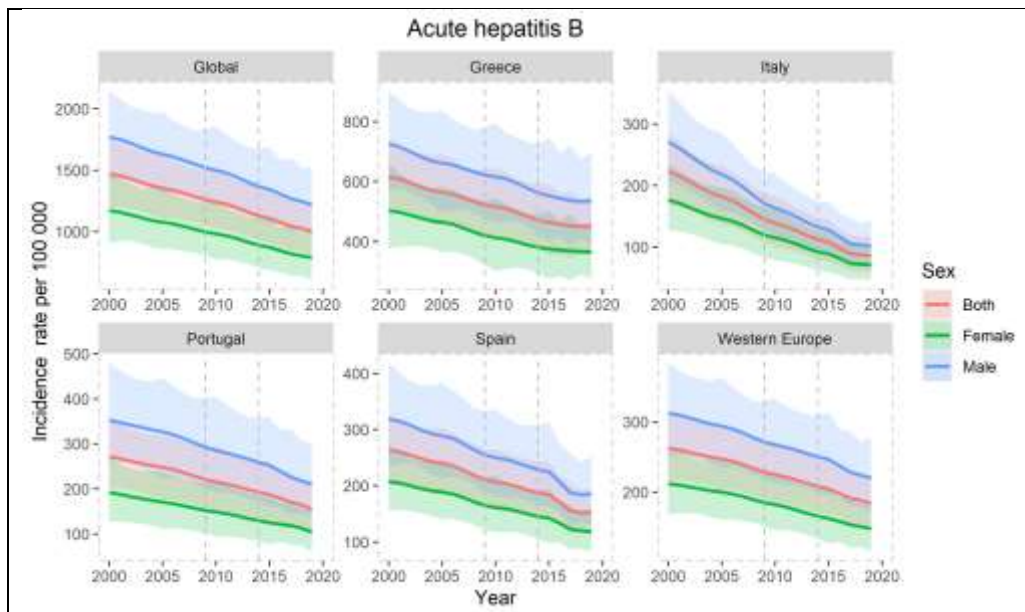 Acute hepatitis B
Global Greece Italy
2000
1500
1000
800
600
400
300
200
100
2000 2005 2010 2015 2020 2000 2005 2010 2015 2020 2000 2005 2010 2015 2020
Portugal Spain Western Europe
500
400
300
200
100
400
300
200
100
300
200
2000 2005 2010 2015 2020 2000 2005 2010 2015 2020 2000 2005 2010 2015 2020
Year
Incidence rate per 100 000
Sex
Both
Female
Male